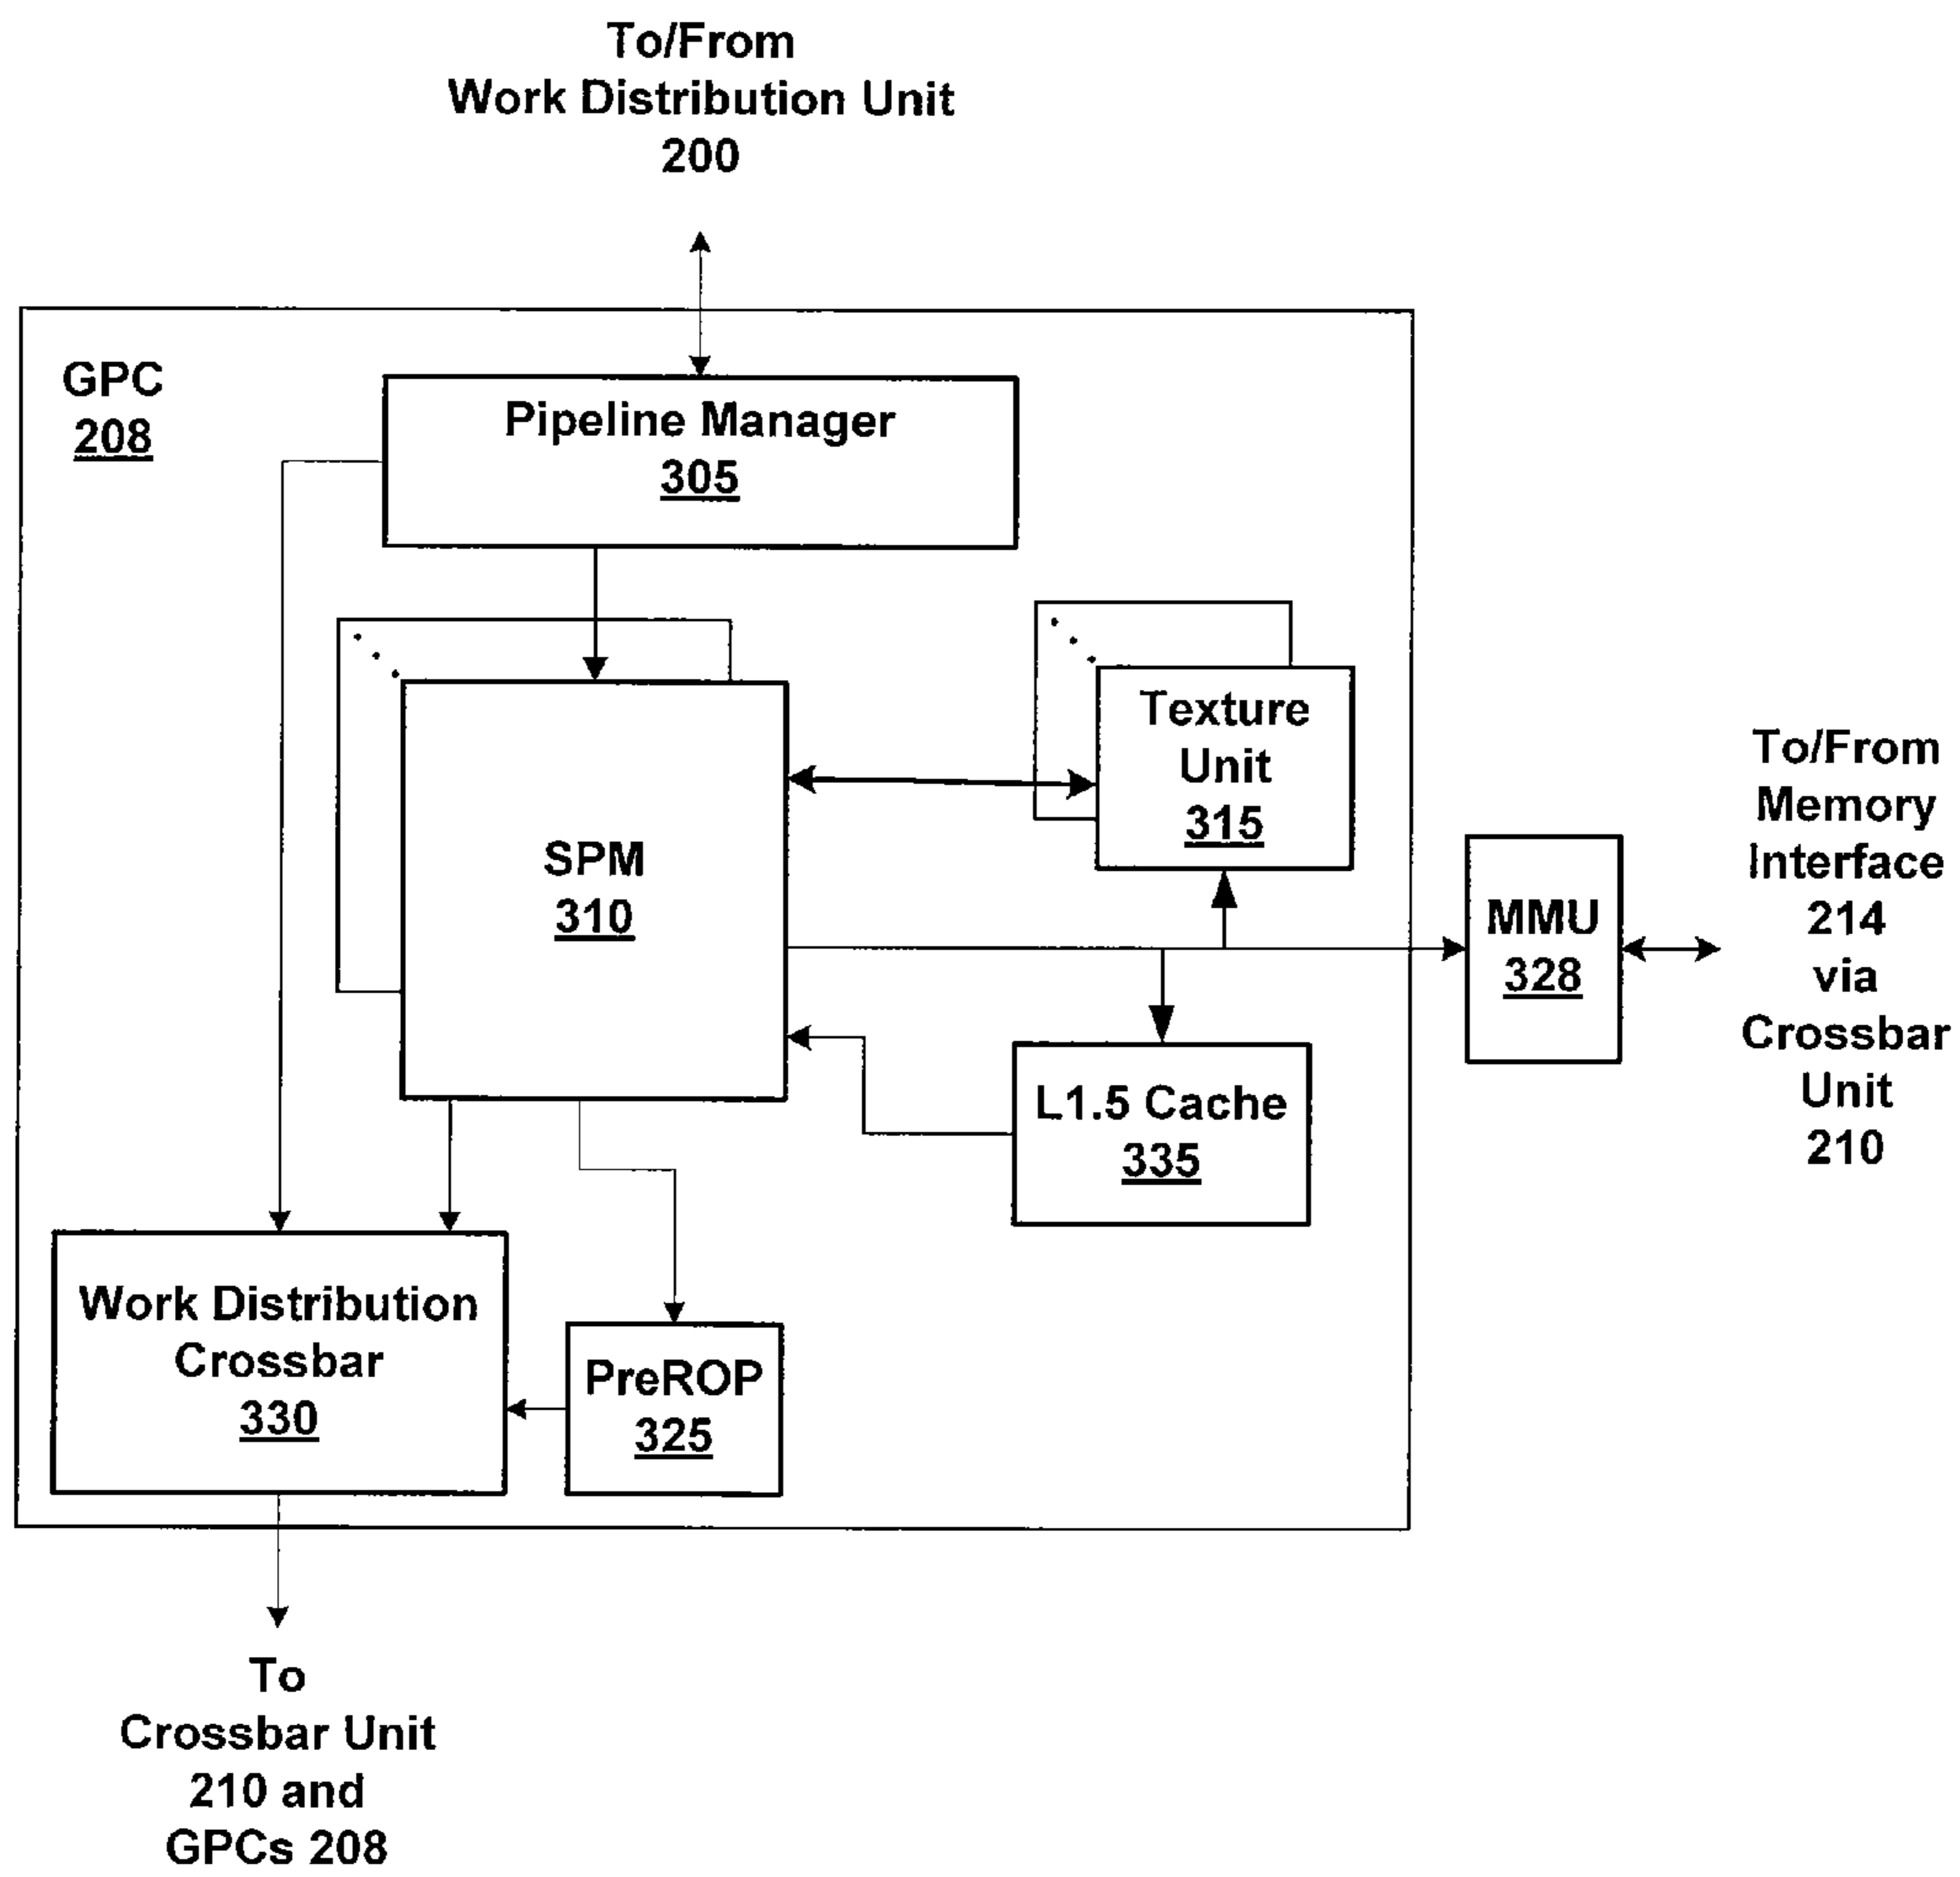 To/From
Work Distribution Unit
200
GPC
208
Pipeline Manager
305
Texture
Unit
315
SPM
310
To/From
Memory
Interface
214
via
Crossbar
Unit
210
MMU
328
L1.5 Cache
335
Work Distribution
Crossbar
330
PreROP
325
To
Crossbar Unit
210 and
GPCs 208